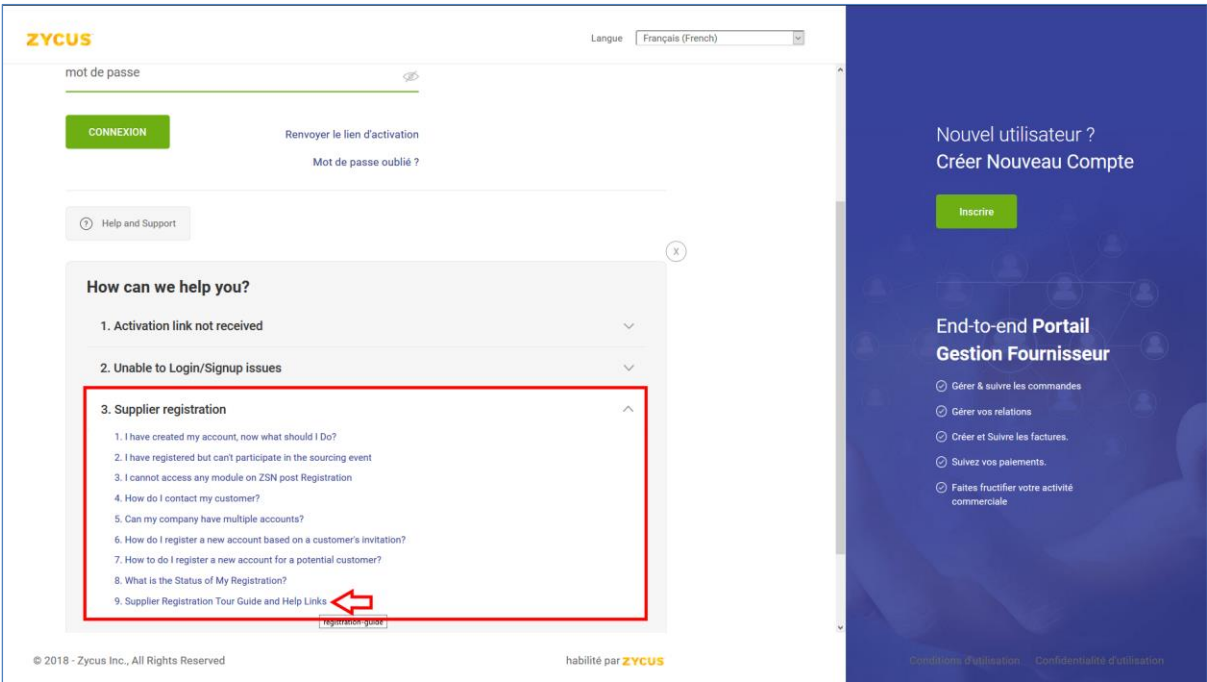 ZYCUS
Langue Français (French)
mot de passe
CONNEXION
Renvoyer le lien d'activation
Mot de passe oublié ?
Help and Support
X
How can we help you?
1. Activation link not received
2. Unable to Login/Signup issues
3. Supplier registration
1. I have created my account, now what should I Do?
2. I have registered but can't participate in the sourcing event
3. I cannot access any module on ZSN post Registration
4. How do I contact my customer?
5. Can my company have multiple accounts?
6. How do I register a new account based on a customer's invitation?
7. How to do I register a new account for a potential customer?
8. What is the Status of My Registration?
9. Supplier Registration Tour Guide and Help Links
registration-guide
© 2018 - Zycus Inc., All Rights Reserved
habilité par ZYCUS
Nouvel utilisateur ?
Créer Nouveau Compte
Inscrire
End-to-end Portail
Gestion Fournisseur
Gérer & suivre les commandes
Gérer vos relations
Créer et Suivre les factures.
Suivez vos paiements.
Faites fructifier votre activité
commerciale
Conditions d'utilisation Confidentialité d'utilisation